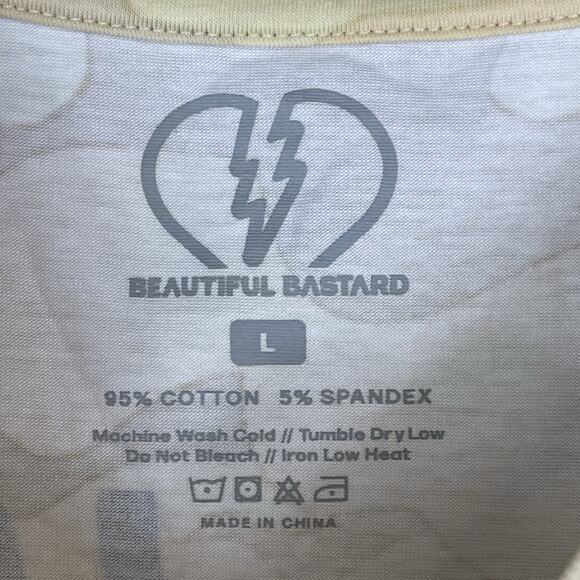 BEAUTIFUL BASTARD
L
95% COTTON 5% SPANDEX
Machine Wash Cold // Tumble Dry Low
Do Not Bleach // Iron Low Heat
MADE IN CHINA